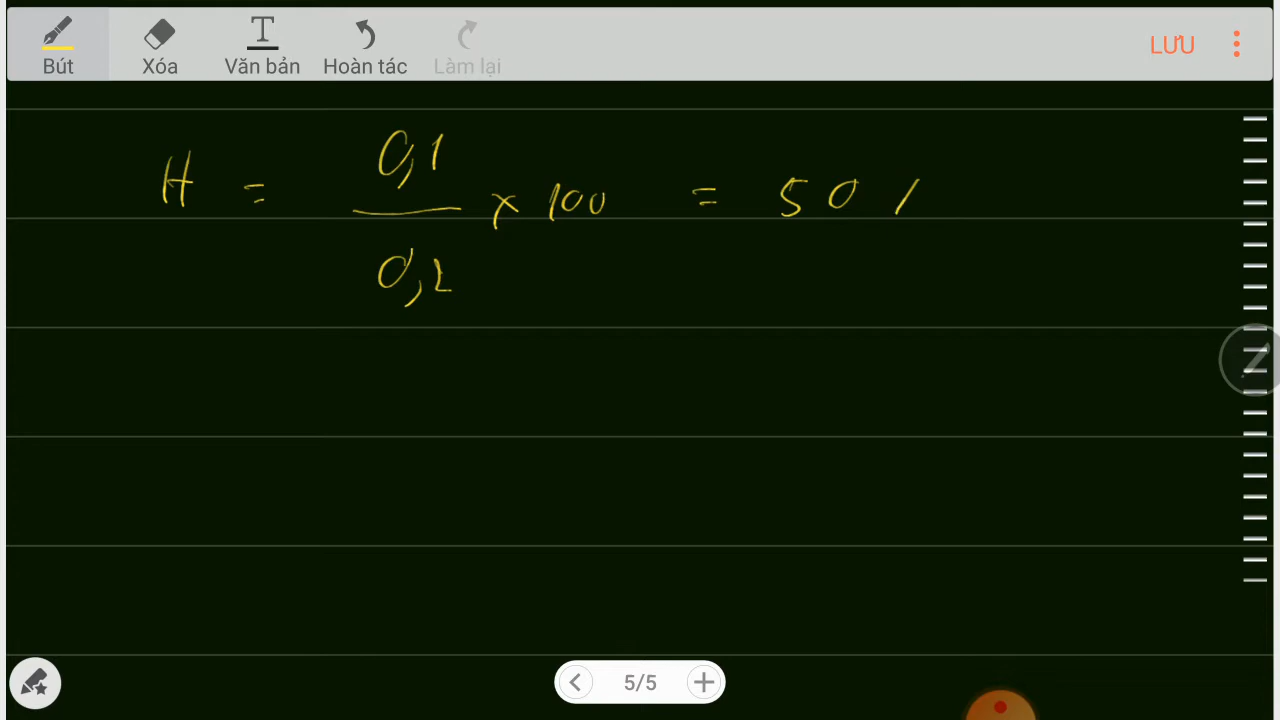 Bút Xóa Văn bản Hoàn tác Làm lại LƯU
H = 0,1 / 0,2 × 100 = 50 /
5/5